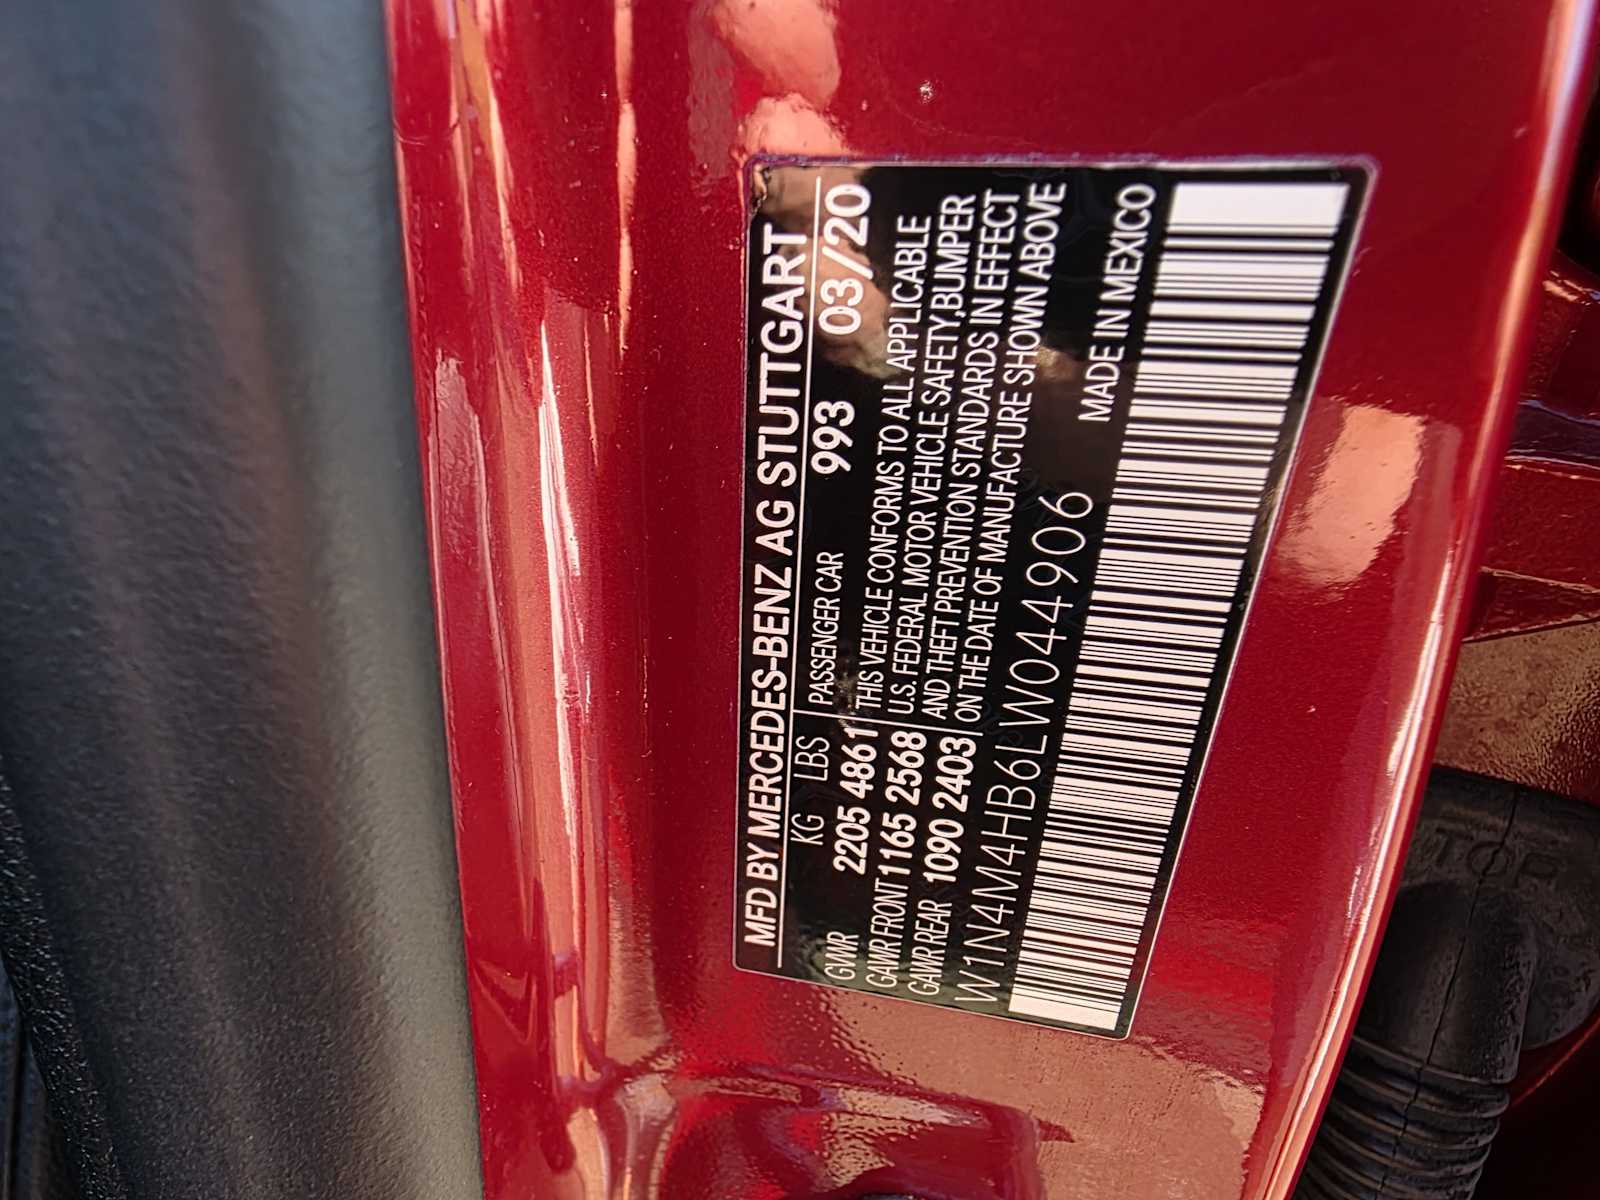 MFD BY MERCEDES-BENZ AG STUTTGART
KG LBS PASSENGER CAR 993 03/20
GVWR 2205 4861 THIS VEHICLE CONFORMS TO ALL APPLICABLE
GAWR FRONT 1165 2568 U.S. FEDERAL MOTOR VEHICLE SAFETY,BUMPER
GAWR REAR 1090 2403 AND THEFT PREVENTION STANDARDS IN EFFECT
ON THE DATE OF MANUFACTURE SHOWN ABOVE
W1N4M4HB6LW044906 MADE IN MEXICO
TOP